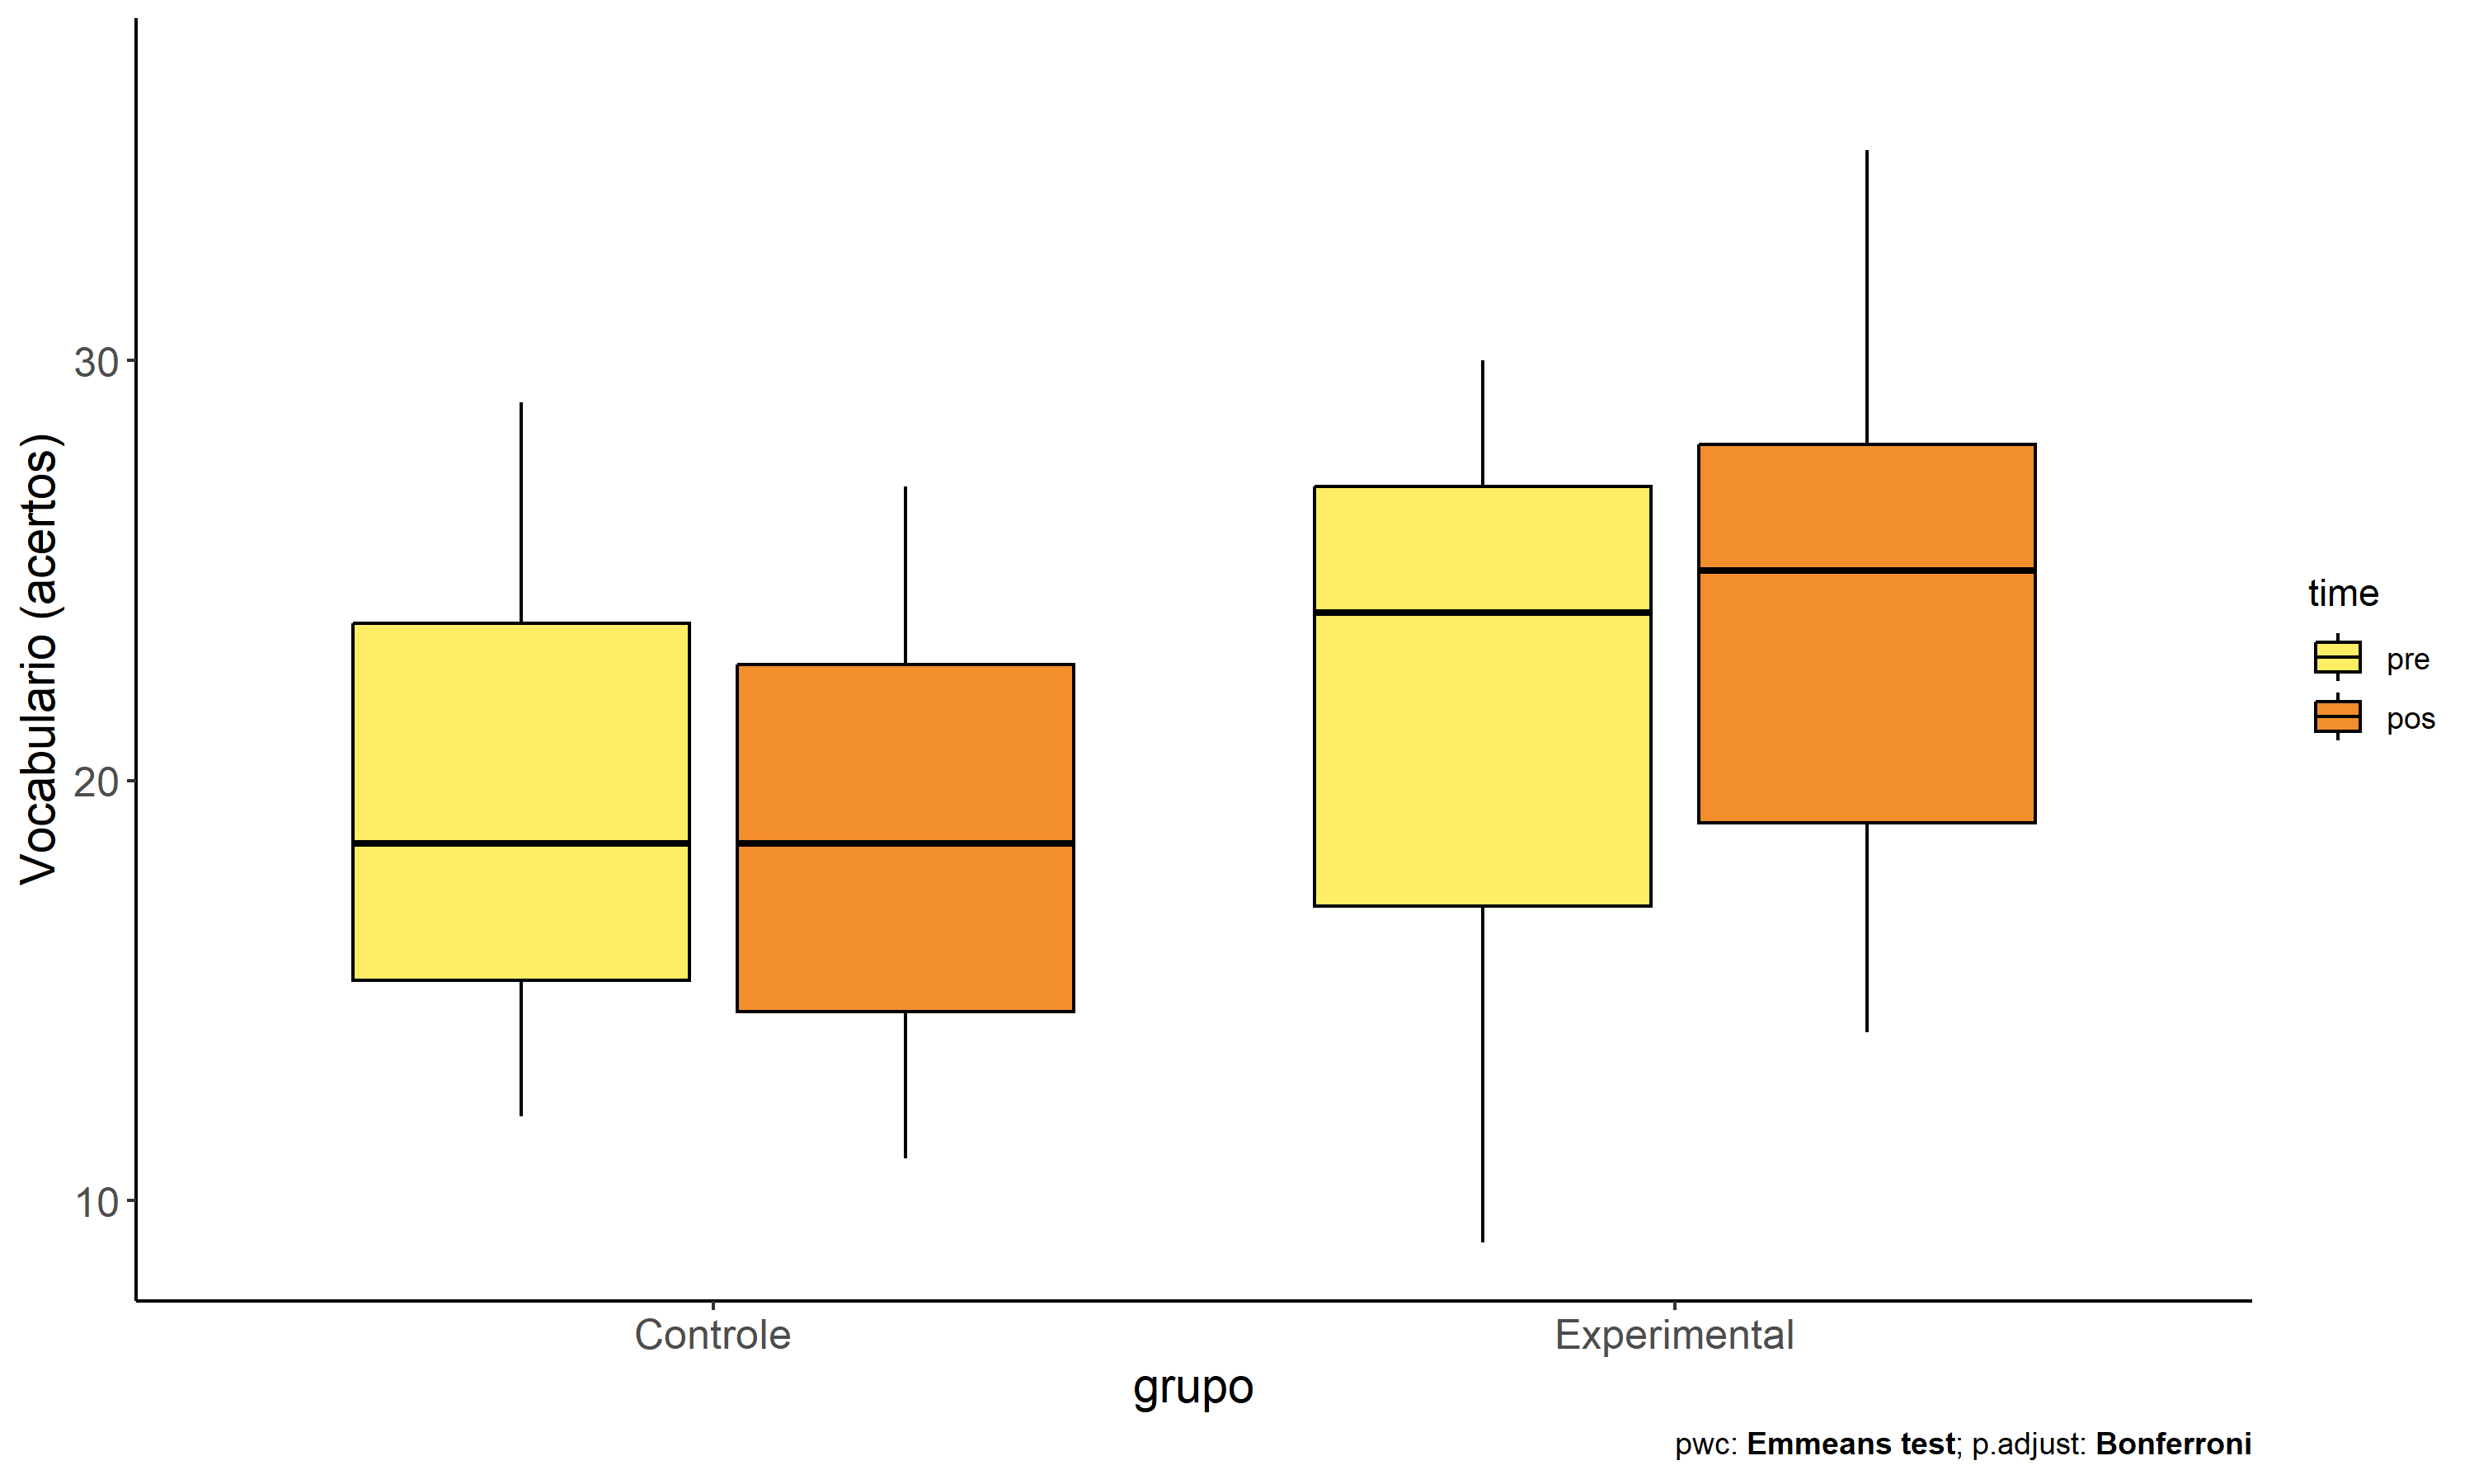 Vocabulario (acertos)
30
20
10
Controle
Experimental
grupo
time
pre
pos
pwc: Emmeans test; p.adjust: Bonferroni